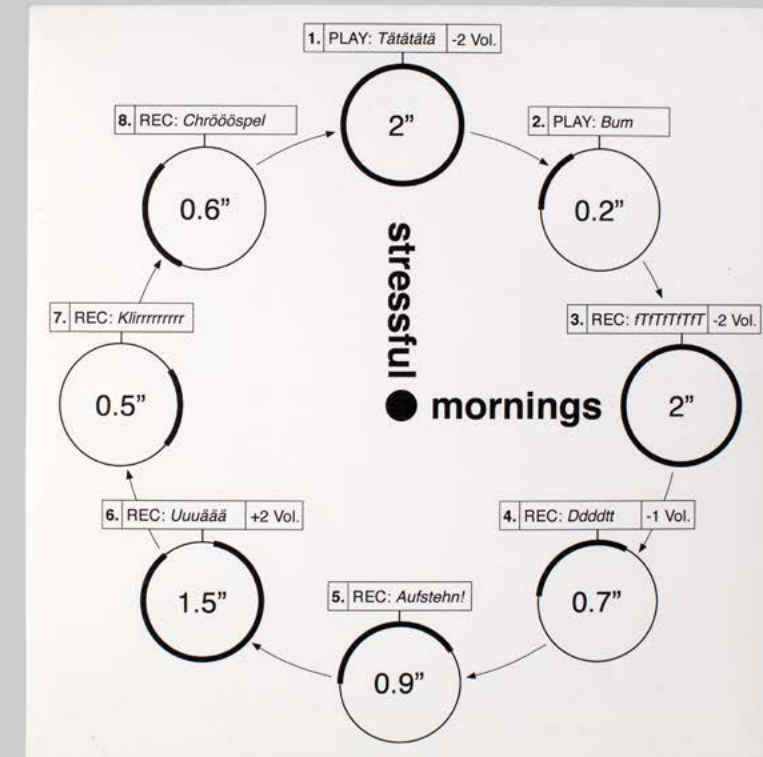 1. PLAY: Tätätätä -2 Vol.
2”
2. PLAY: Bum
0.2”
3. REC: fTfTfTfTfT -2 Vol.
2”
4. REC: Ddddtt -1 Vol.
0.7”
5. REC: Aufstehn!
0.9”
6. REC: Uuuäää +2 Vol.
1.5”
7. REC: Klirrrrrrrrr
0.5”
8. REC: Chröööspel
0.6”
stressful
mornings